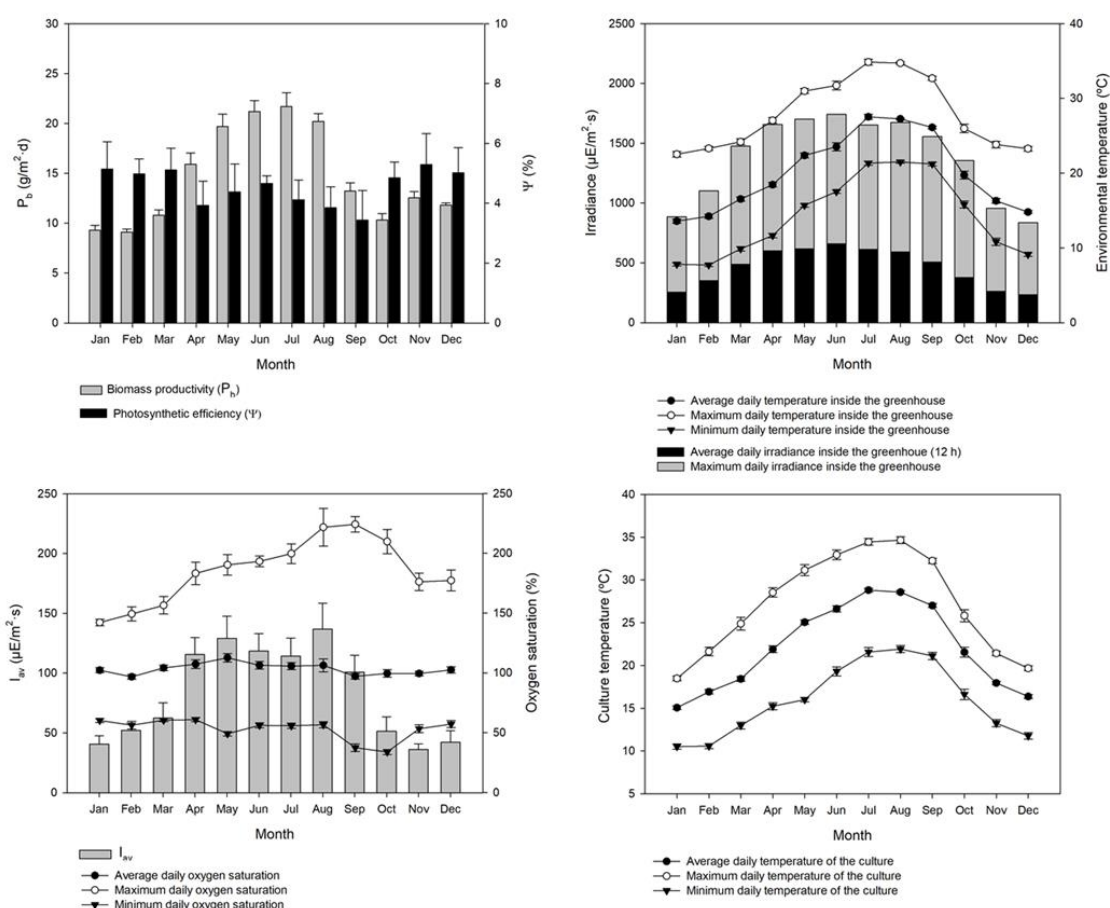 30
25
20
15
10
5
0
P_b (g/m²·d)
10
8
6
4
2
0
Ψ (%)
Jan Feb Mar Apr May Jun Jul Aug Sep Oct Nov Dec
Month
Biomass productivity (P_h)
Photosynthetic efficiency (Ψ)
2500
2000
1500
1000
500
0
Irradiance (µE/m²·s)
40
30
20
10
0
Environmental temperature (ºC)
Jan Feb Mar Apr May Jun Jul Aug Sep Oct Nov Dec
Month
Average daily temperature inside the greenhouse
Maximum daily temperature inside the greenhouse
Minimum daily temperature inside the greenhouse
Average daily irradiance inside the greenhoue (12 h)
Maximum daily irradiance inside the greenhouse
250
200
150
100
50
0
I_av (µE/m²·s)
250
200
150
100
50
0
Oxygen saturation (%)
Jan Feb Mar Apr May Jun Jul Aug Sep Oct Nov Dec
Month
I_av
Average daily oxygen saturation
Maximum daily oxygen saturation
Minimum daily oxygen saturation
40
35
30
25
20
15
10
5
Culture temperature (ºC)
Jan Feb Mar Apr May Jun Jul Aug Sep Oct Nov Dec
Month
Average daily temperature of the culture
Maximum daily temperature of the culture
Minimum daily temperature of the culture